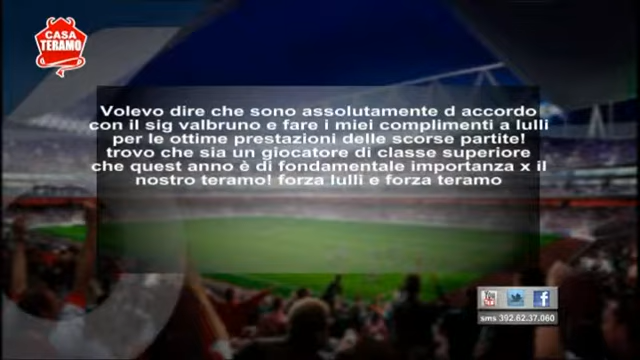 CASA
TERAMO
Volevo dire che sono assolutamente d accordo
con il sig valbruno e fare i miei complimenti a lulli
per le ottime prestazioni delle scorse partite!
trovo che sia un giocatore di classe superiore
che quest anno è di fondamentale importanza x il
nostro teramo! forza lulli e forza teramo
sms 392.62.37.060